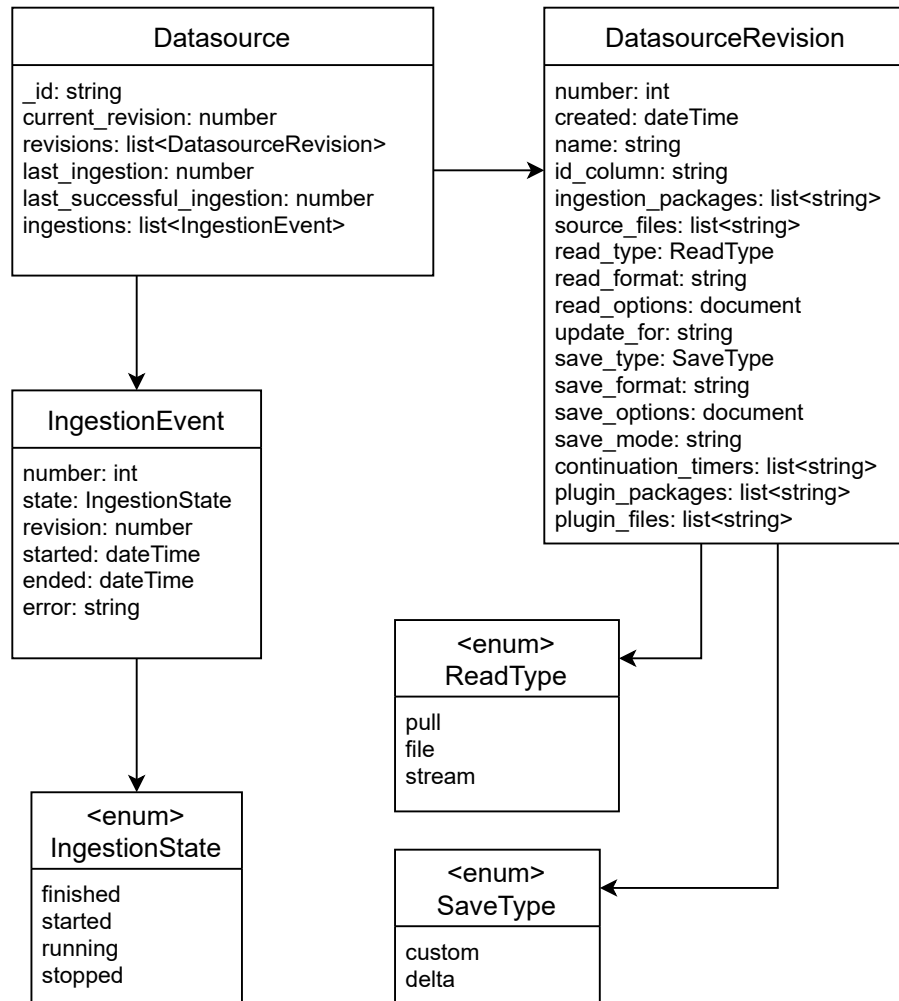 Datasource
_id: string
current_revision: number
revisions: list<DatasourceRevision>
last_ingestion: number
last_successful_ingestion: number
ingestions: list<IngestionEvent>
DatasourceRevision
number: int
created: dateTime
name: string
id_column: string
ingestion_packages: list<string>
source_files: list<string>
read_type: ReadType
read_format: string
read_options: document
update_for: string
save_type: SaveType
save_format: string
save_options: document
save_mode: string
continuation_timers: list<string>
plugin_packages: list<string>
plugin_files: list<string>
IngestionEvent
number: int
state: IngestionState
revision: number
started: dateTime
ended: dateTime
error: string
<enum>
ReadType
pull
file
stream
<enum>
IngestionState
finished
started
running
stopped
<enum>
SaveType
custom
delta